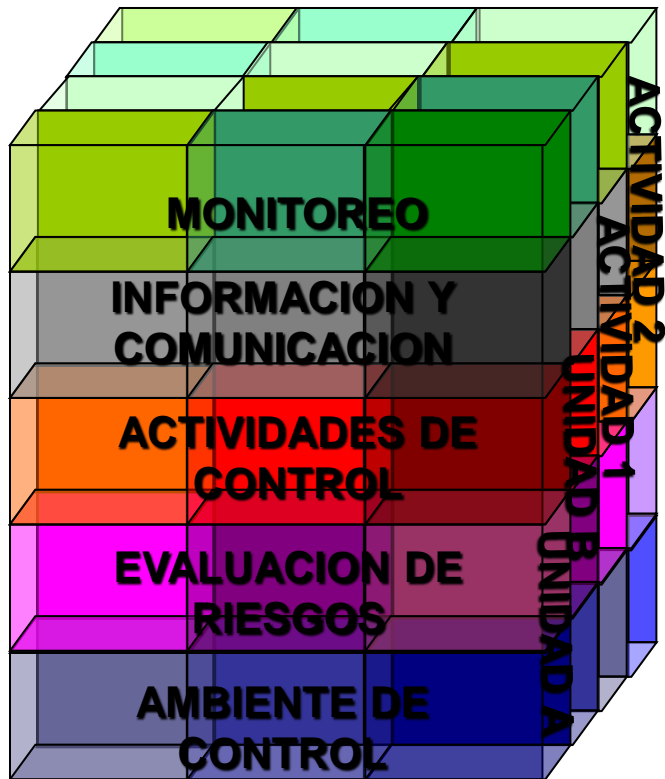 MONITOREO
INFORMACION Y
COMUNICACION
ACTIVIDADES DE
CONTROL
EVALUACION DE
RIESGOS
AMBIENTE DE
CONTROL
UNIDAD A
UNIDAD B
ACTIVIDAD 1
ACTIVIDAD 2